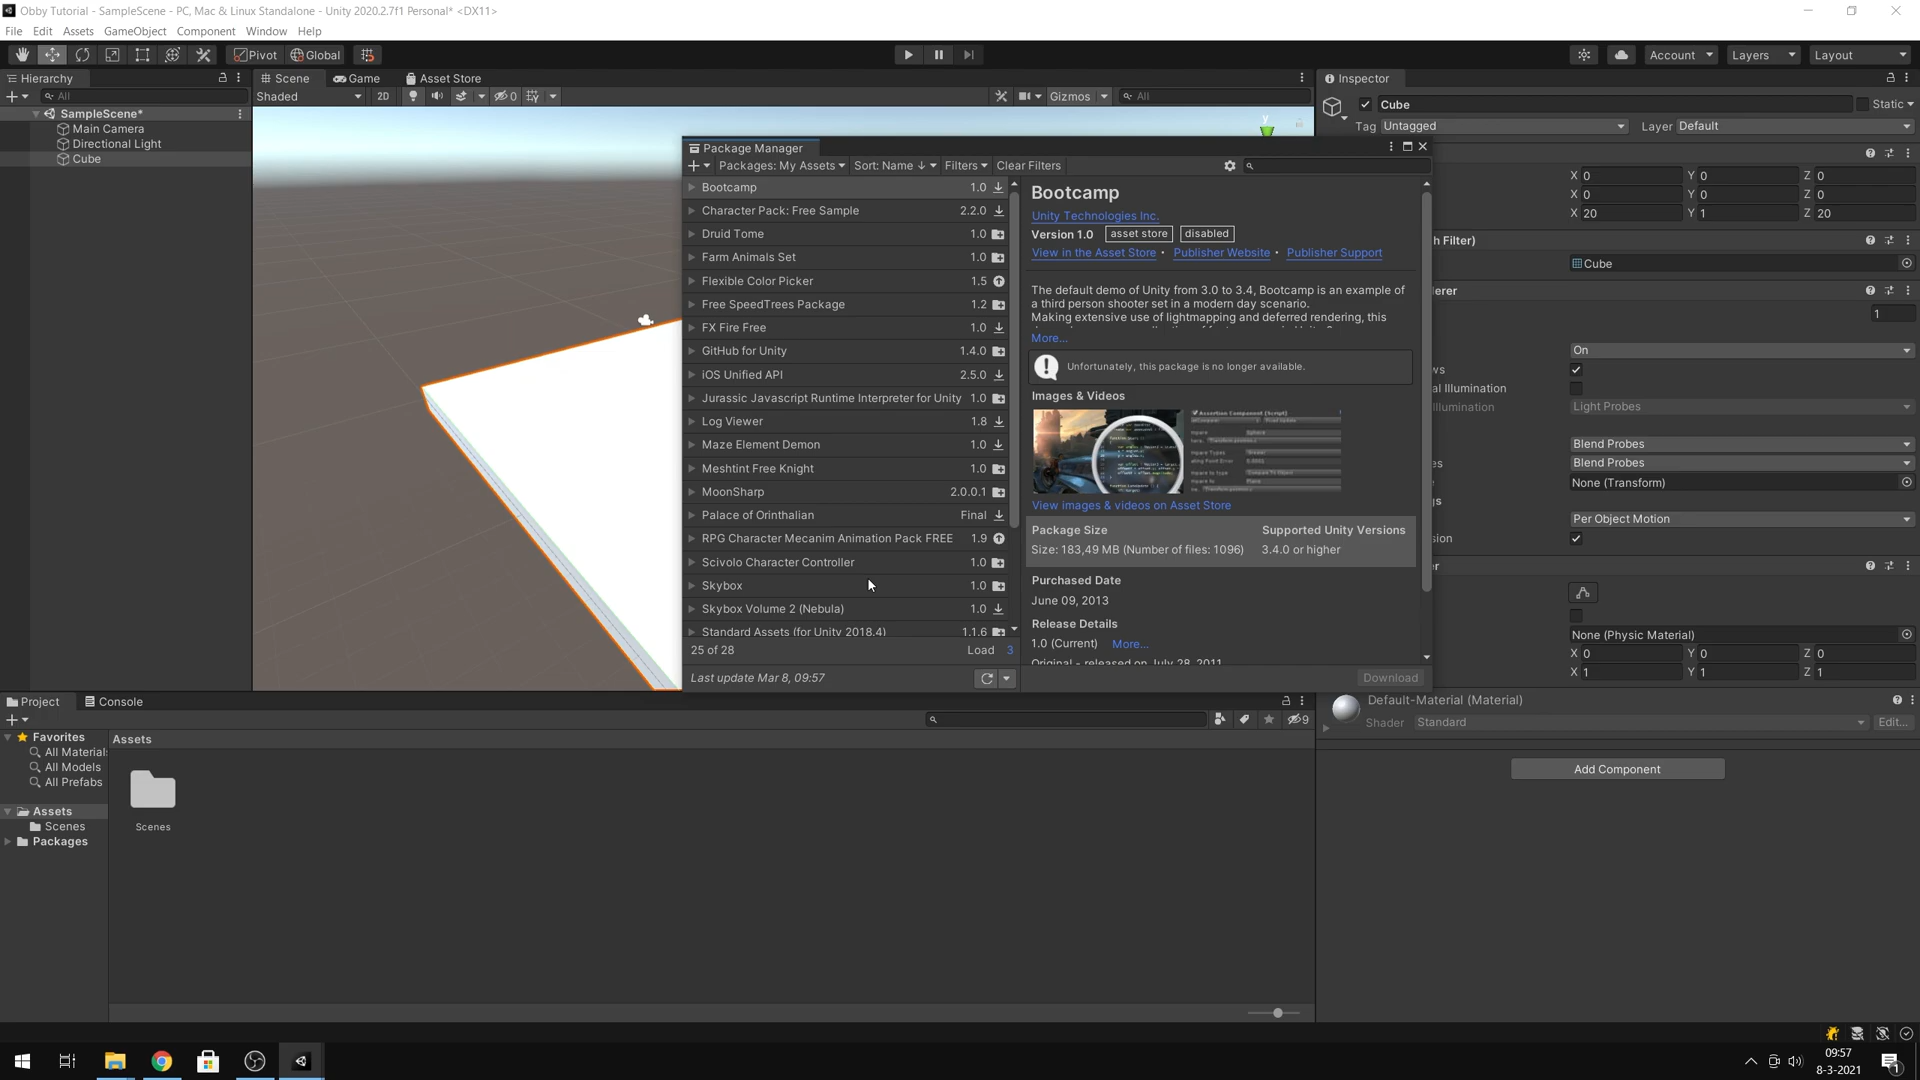 Obby Tutorial - SampleScene - PC, Mac & Linux Standalone - Unity 2020.2.7f1 Personal* <DX11>
File Edit Assets GameObject Component Window Help
Pivot Global Account Layers Layout
Hierarchy
All
SampleScene*
Main Camera
Directional Light
Cube
Scene Game Asset Store
Shaded 2D 0 Gizmos All
y
Package Manager
Packages: My Assets Sort: Name ↓ Filters Clear Filters
Bootcamp 1.0
Character Pack: Free Sample 2.2.0
Druid Tome 1.0
Farm Animals Set 1.0
Flexible Color Picker 1.5
Free SpeedTrees Package 1.2
FX Fire Free 1.0
GitHub for Unity 1.4.0
iOS Unified API 2.5.0
Jurassic Javascript Runtime Interpreter for Unity 1.0
Log Viewer 1.8
Maze Element Demon 1.0
Meshtint Free Knight 1.0
MoonSharp 2.0.0.1
Palace of Orinthalian Final
RPG Character Mecanim Animation Pack FREE 1.9
Scivolo Character Controller 1.0
Skybox 1.0
Skybox Volume 2 (Nebula) 1.0
Standard Assets (for Unity 2018.4) 1.1.6
25 of 28 Load 3
Last update Mar 8, 09:57
Bootcamp
Unity Technologies Inc.
Version 1.0 asset store disabled
View in the Asset Store • Publisher Website • Publisher Support
The default demo of Unity from 3.0 to 3.4, Bootcamp is an example of
a third person shooter set in a modern day scenario.
Making extensive use of lightmapping and deferred rendering, this
More...
Unfortunately, this package is no longer available.
Images & Videos
Assertion Component (Script)
View images & videos on Asset Store
Package Size Supported Unity Versions
Size: 183,49 MB (Number of files: 1096) 3.4.0 or higher
Purchased Date
June 09, 2013
Release Details
1.0 (Current) More...
Original - released on July 28, 2011
Download
Inspector
Cube Static
Tag Untagged Layer Default
X 0 Y 0 Z 0
X 0 Y 0 Z 0
X 20 Y 1 Z 20
h Filter)
Cube
lerer
1
On
ws
al Illumination
Illumination Light Probes
Blend Probes
es Blend Probes
e None (Transform)
gs
Per Object Motion
sion
er
None (Physic Material)
X 0 Y 0 Z 0
X 1 Y 1 Z 1
Default-Material (Material)
Shader Standard Edit...
Add Component
Project Console
9
Favorites
All Material
All Models
All Prefabs
Assets
Scenes
Packages
Assets
Scenes
09:57
8-3-2021
1